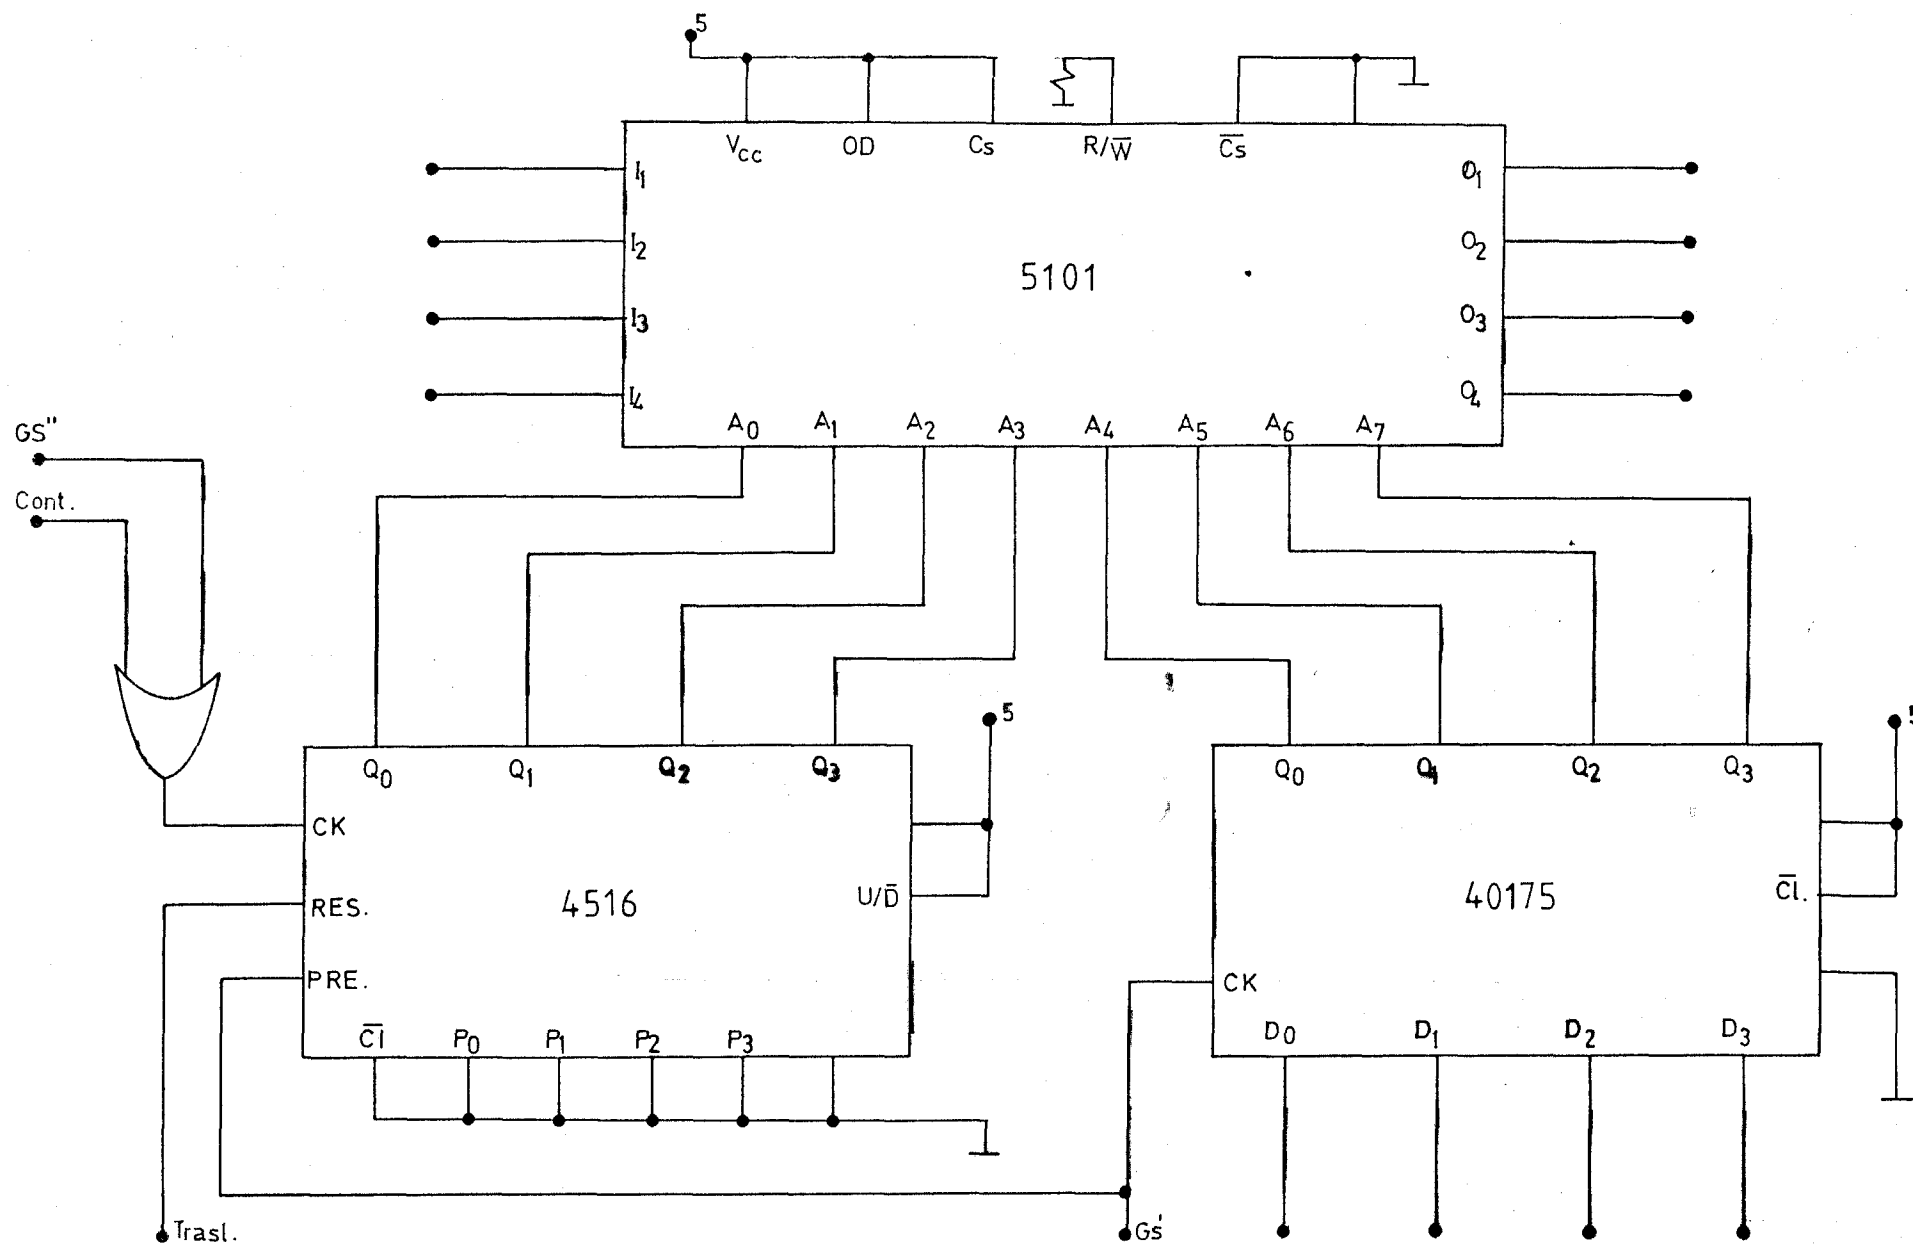 5
V_CC OD Cs R/W̅ C̅s̅
I1 O1
I2 O2
5101
I3 O3
I4 O4
A0 A1 A2 A3 A4 A5 A6 A7
GS"
Cont.
5 5
Q0 Q1 Q2 Q3 Q0 Q1 Q2 Q3
CK
RES. 4516 U/D̅ 40175 C̅l̅.
PRE. CK
C̅l̅ P0 P1 P2 P3 D0 D1 D2 D3
Trasl. Gs'